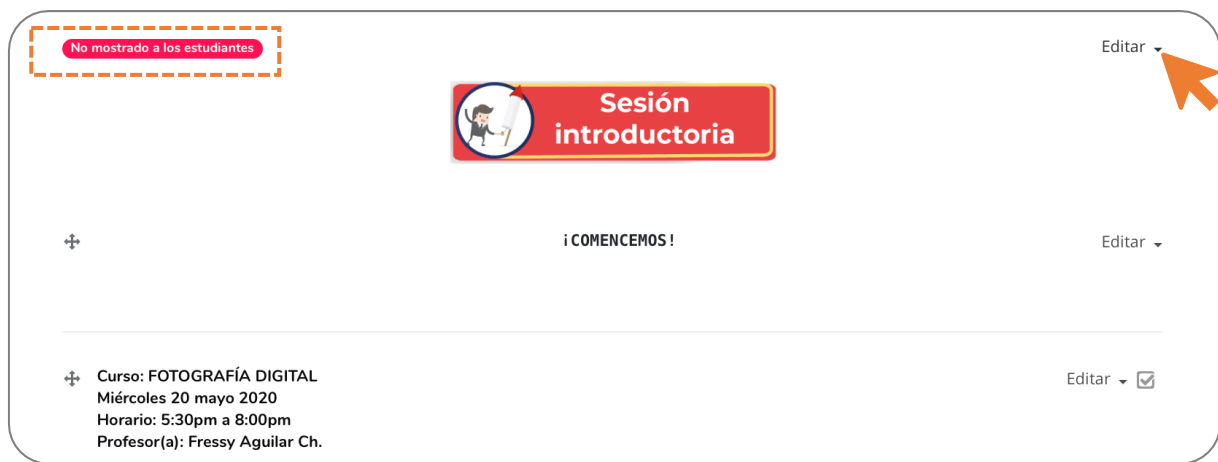 No mostrado a los estudiantes
Editar
Sesión
introductoria
¡COMENCEMOS!
Editar
Curso: FOTOGRAFÍA DIGITAL
Editar
Miércoles 20 mayo 2020
Horario: 5:30pm a 8:00pm
Profesor(a): Fressy Aguilar Ch.